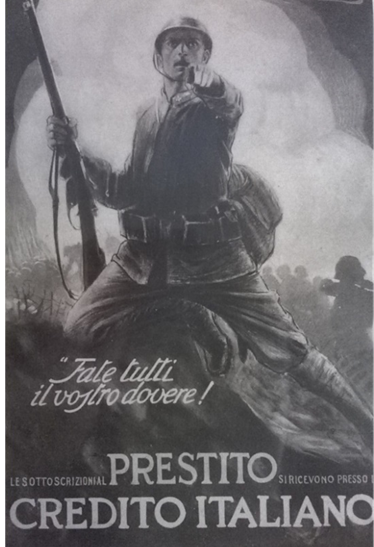 "Fate tutti
il vostro dovere!
LE SOTTOSCRIZIONI AL PRESTITO SI RICEVONO PRESSO IL
CREDITO ITALIANO